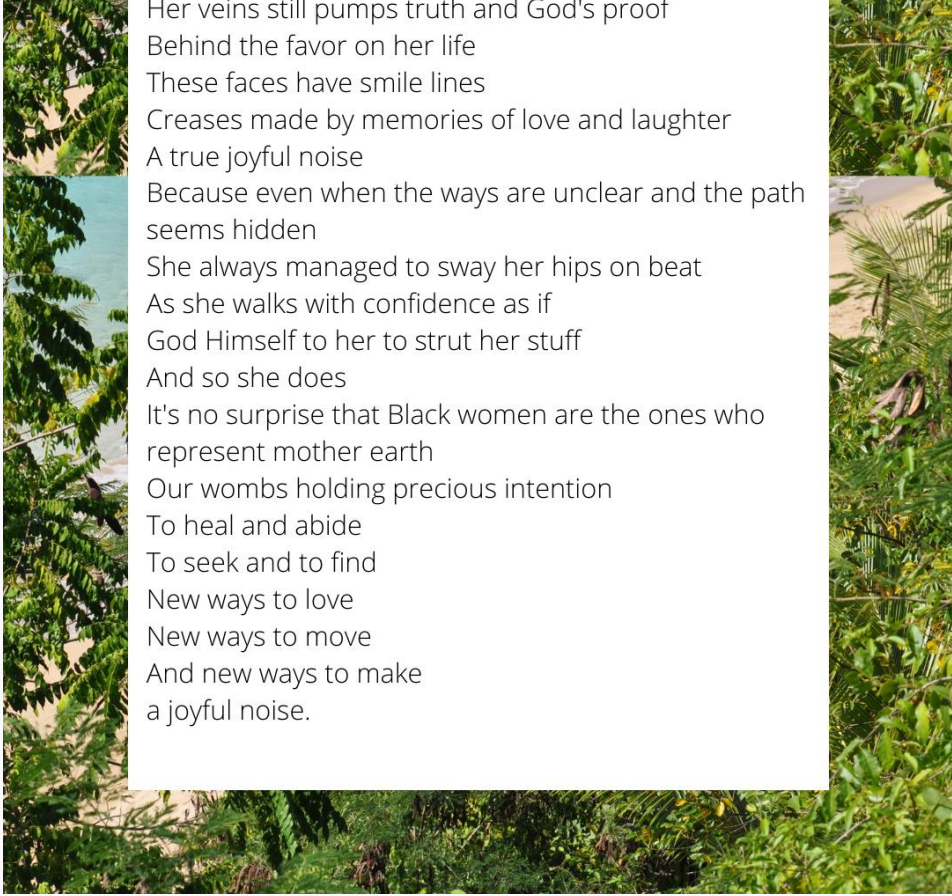 Her veins still pumps truth and God's proof
Behind the favor on her life
These faces have smile lines
Creases made by memories of love and laughter
A true joyful noise
Because even when the ways are unclear and the path
seems hidden
She always managed to sway her hips on beat
As she walks with confidence as if
God Himself to her to strut her stuff
And so she does
It's no surprise that Black women are the ones who
represent mother earth
Our wombs holding precious intention
To heal and abide
To seek and to find
New ways to love
New ways to move
And new ways to make
a joyful noise.